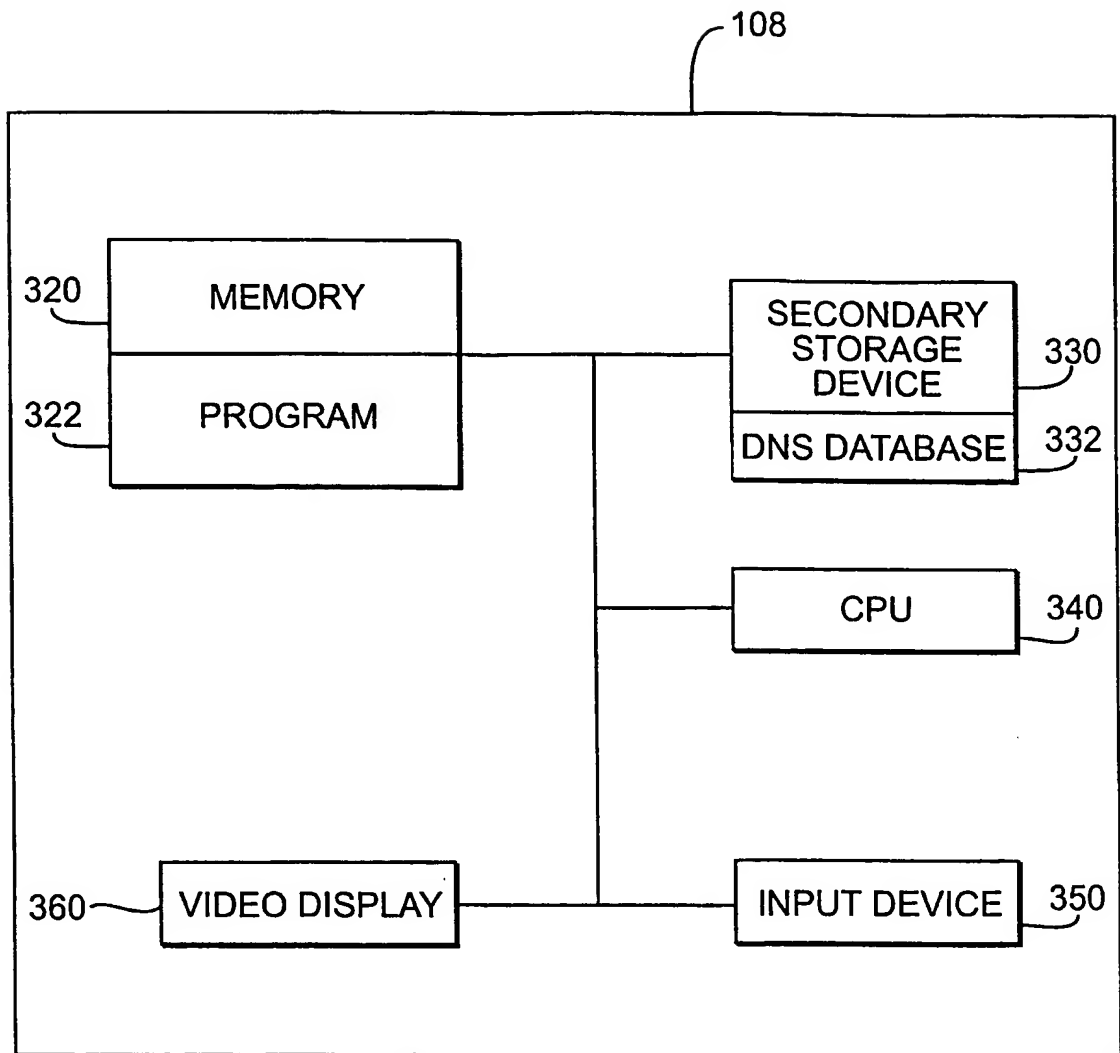 108
320
MEMORY
322
PROGRAM
SECONDARY
STORAGE
DEVICE
330
DNS DATABASE
332
CPU
340
360
VIDEO DISPLAY
INPUT DEVICE
350